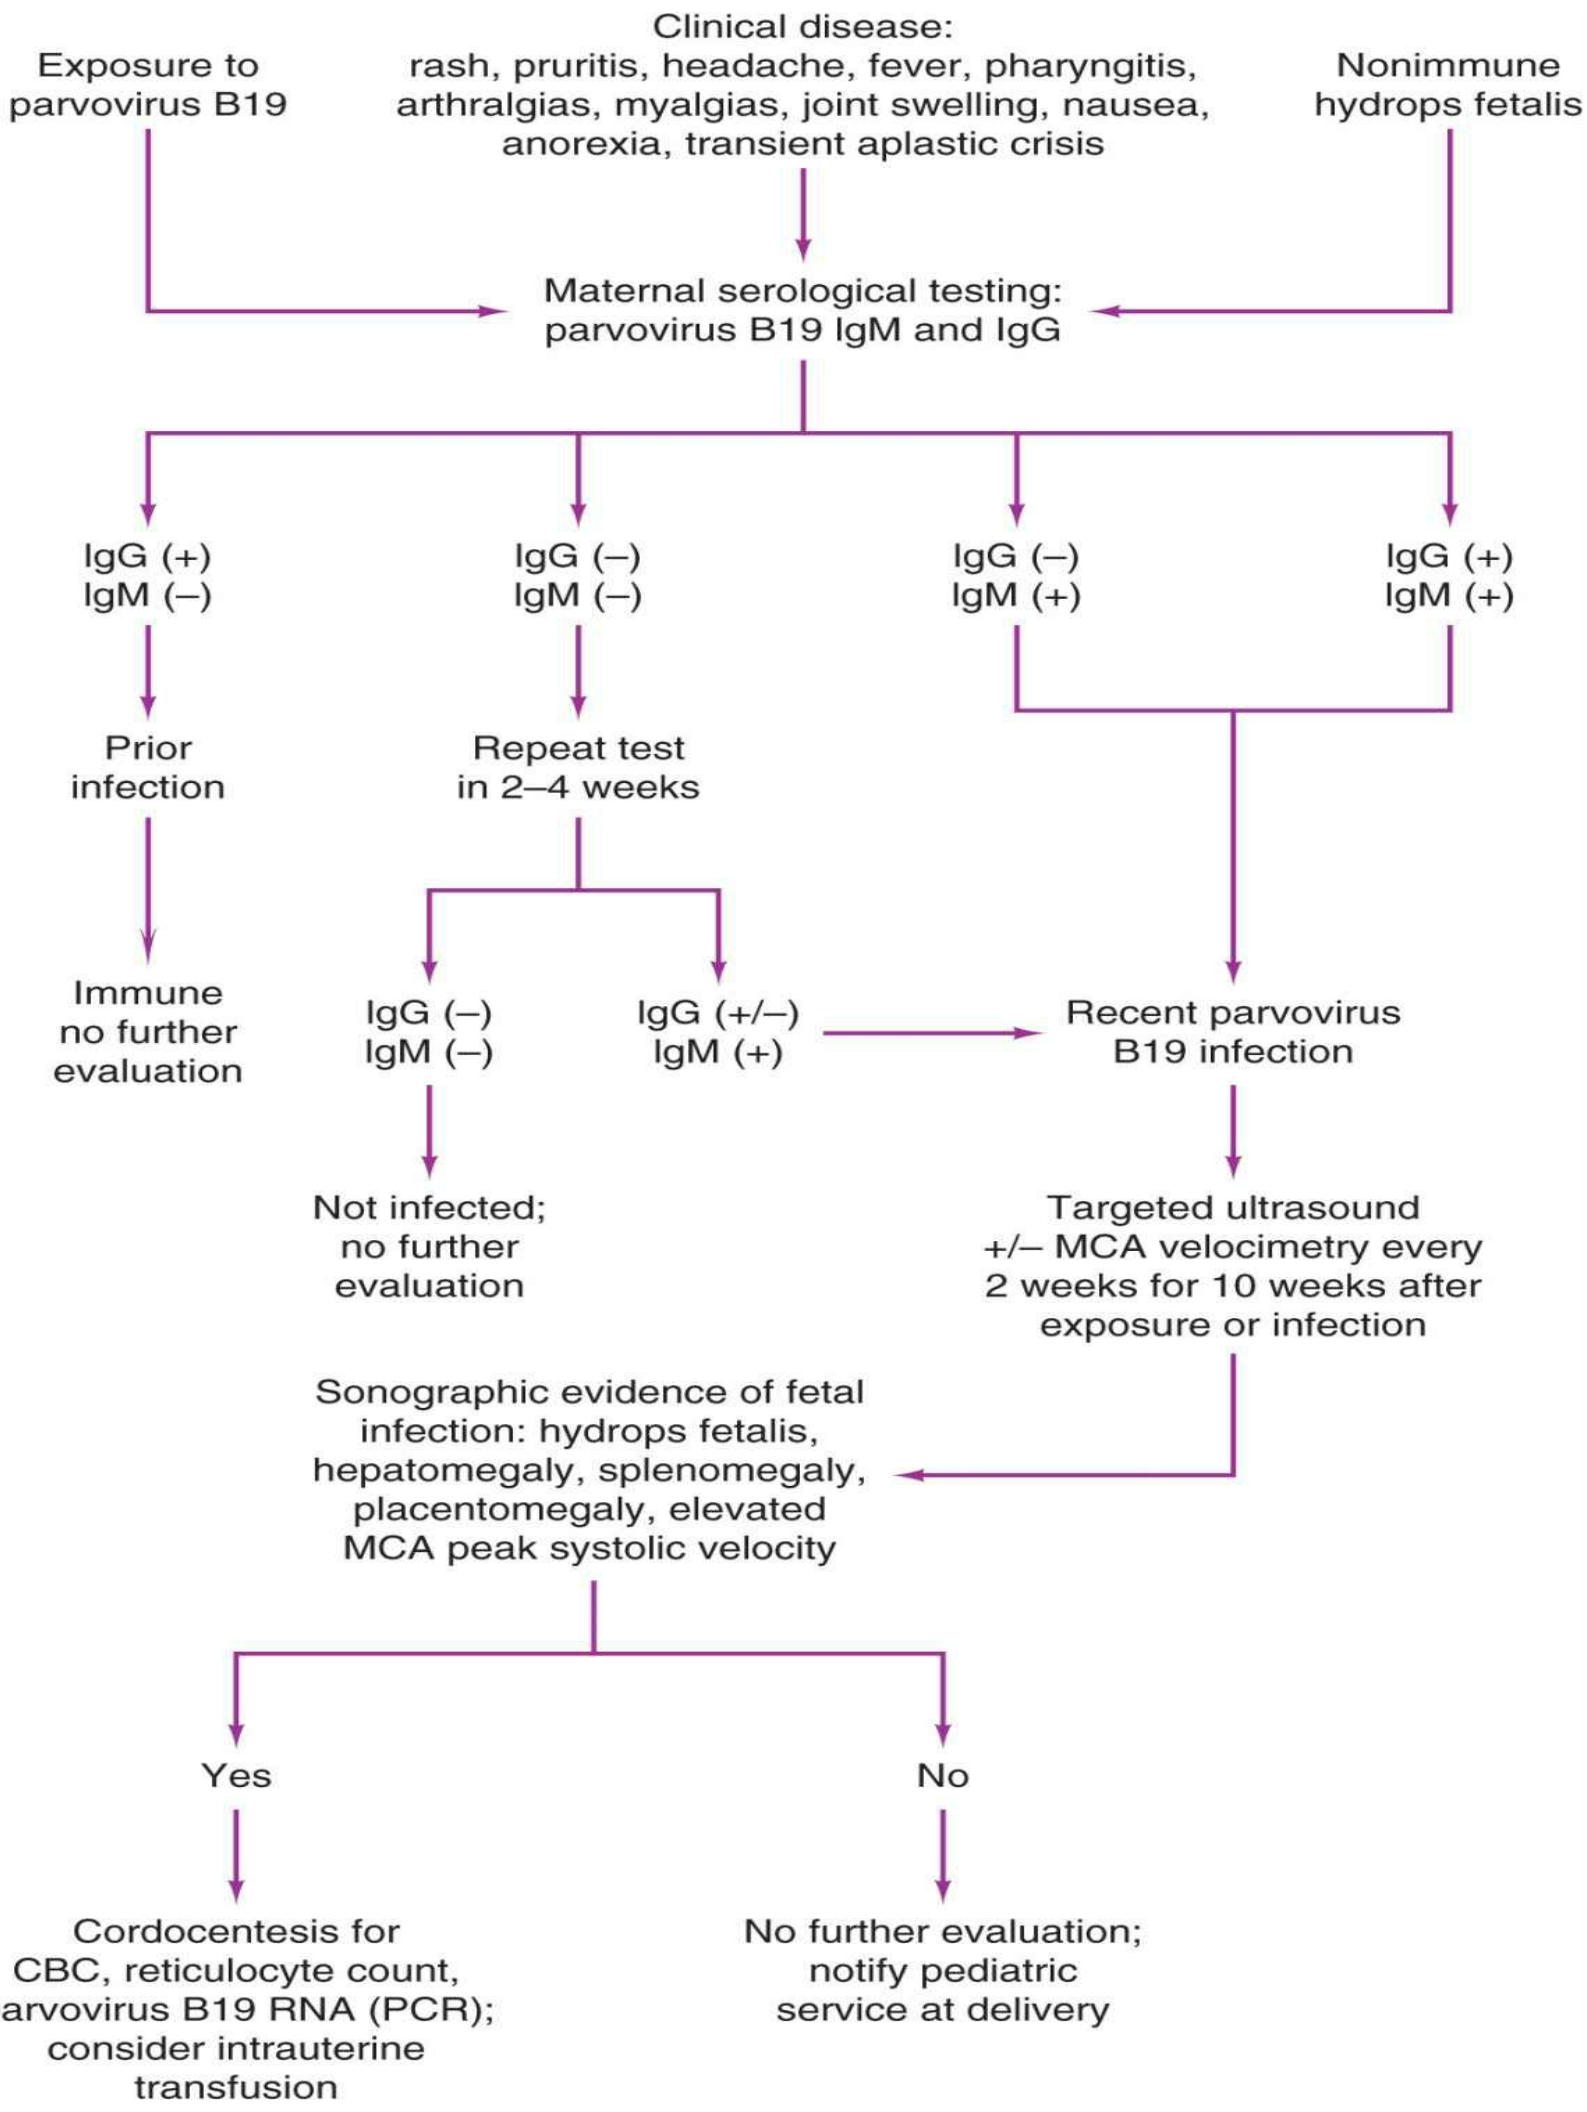 Exposure to
parvovirus B19
Clinical disease:
rash, pruritis, headache, fever, pharyngitis,
arthralgias, myalgias, joint swelling, nausea,
anorexia, transient aplastic crisis
Nonimmune
hydrops fetalis
Maternal serological testing:
parvovirus B19 IgM and IgG
IgG (+)
IgM (–)
IgG (–)
IgM (–)
IgG (–)
IgM (+)
IgG (+)
IgM (+)
Prior
infection
Repeat test
in 2–4 weeks
Immune
no further
evaluation
IgG (–)
IgM (–)
IgG (+/–)
IgM (+)
Recent parvovirus
B19 infection
Not infected;
no further
evaluation
Targeted ultrasound
+/– MCA velocimetry every
2 weeks for 10 weeks after
exposure or infection
Sonographic evidence of fetal
infection: hydrops fetalis,
hepatomegaly, splenomegaly,
placentomegaly, elevated
MCA peak systolic velocity
Yes
No
Cordocentesis for
CBC, reticulocyte count,
arvovirus B19 RNA (PCR);
consider intrauterine
transfusion
No further evaluation;
notify pediatric
service at delivery